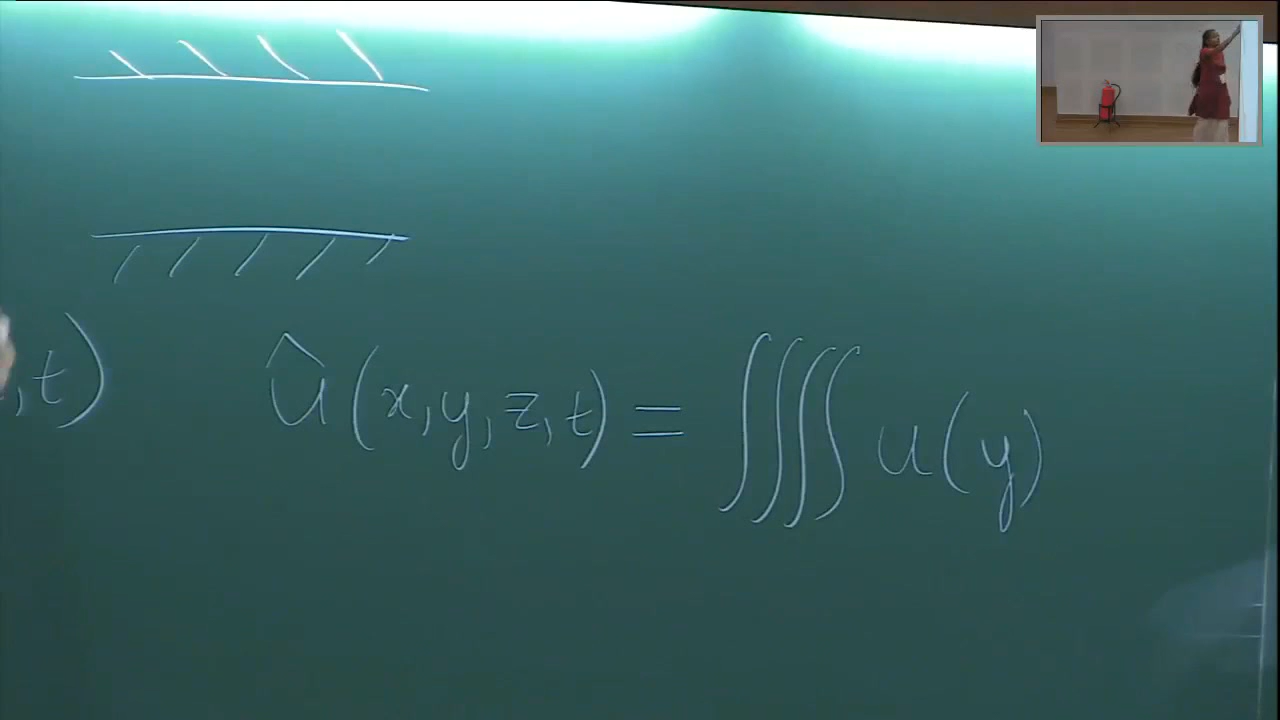 ,t) û(x,y,z,t) = ∫∫∫∫ u(y)